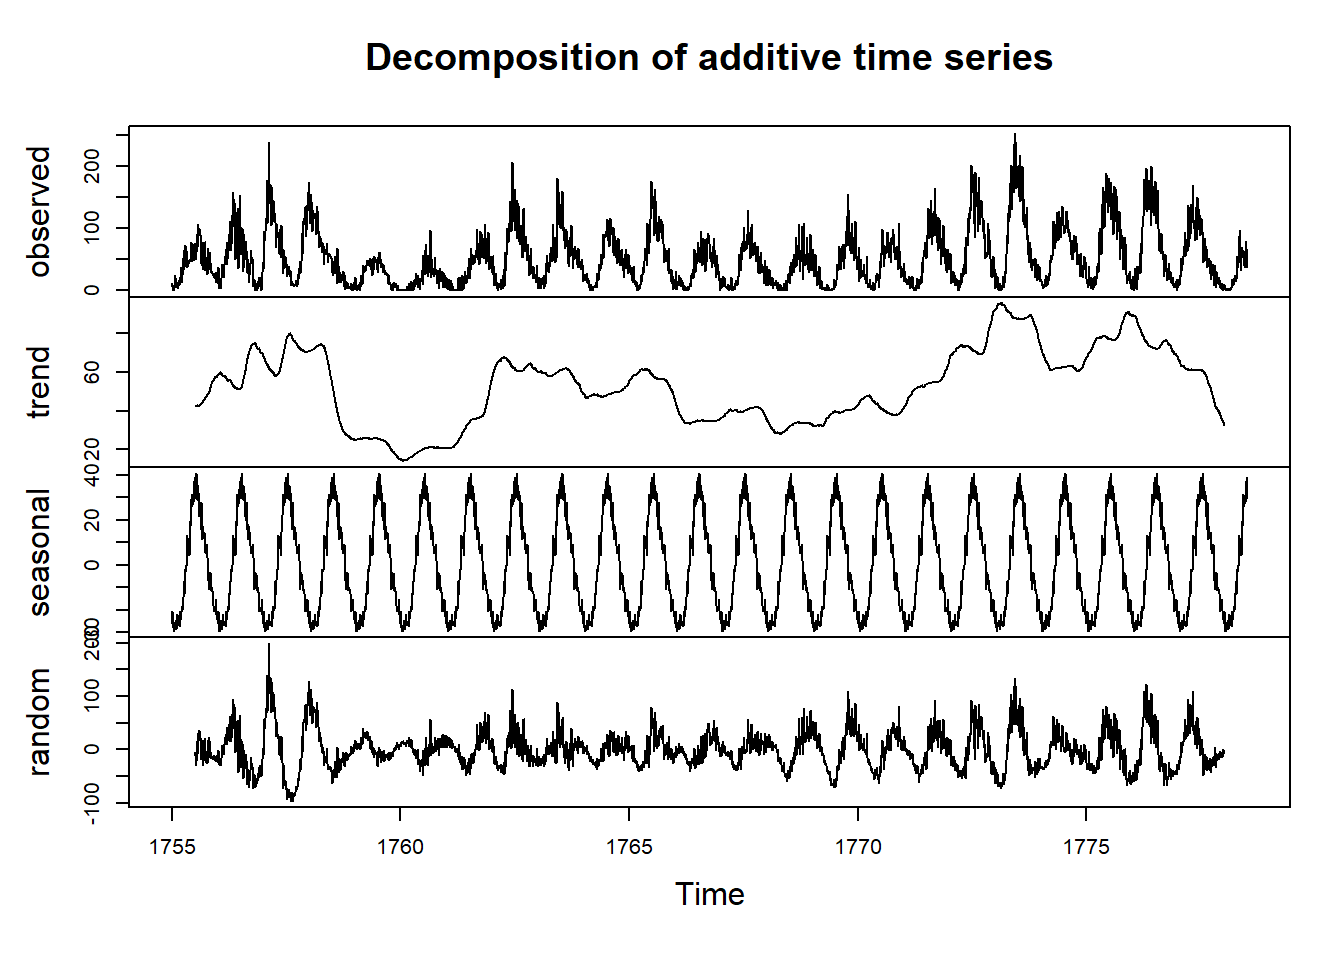 Decomposition of additive time series
observed
0 100 200
trend
20 60
seasonal
0 20 40
random
-100 0 100 200
1755 1760 1765 1770 1775
Time